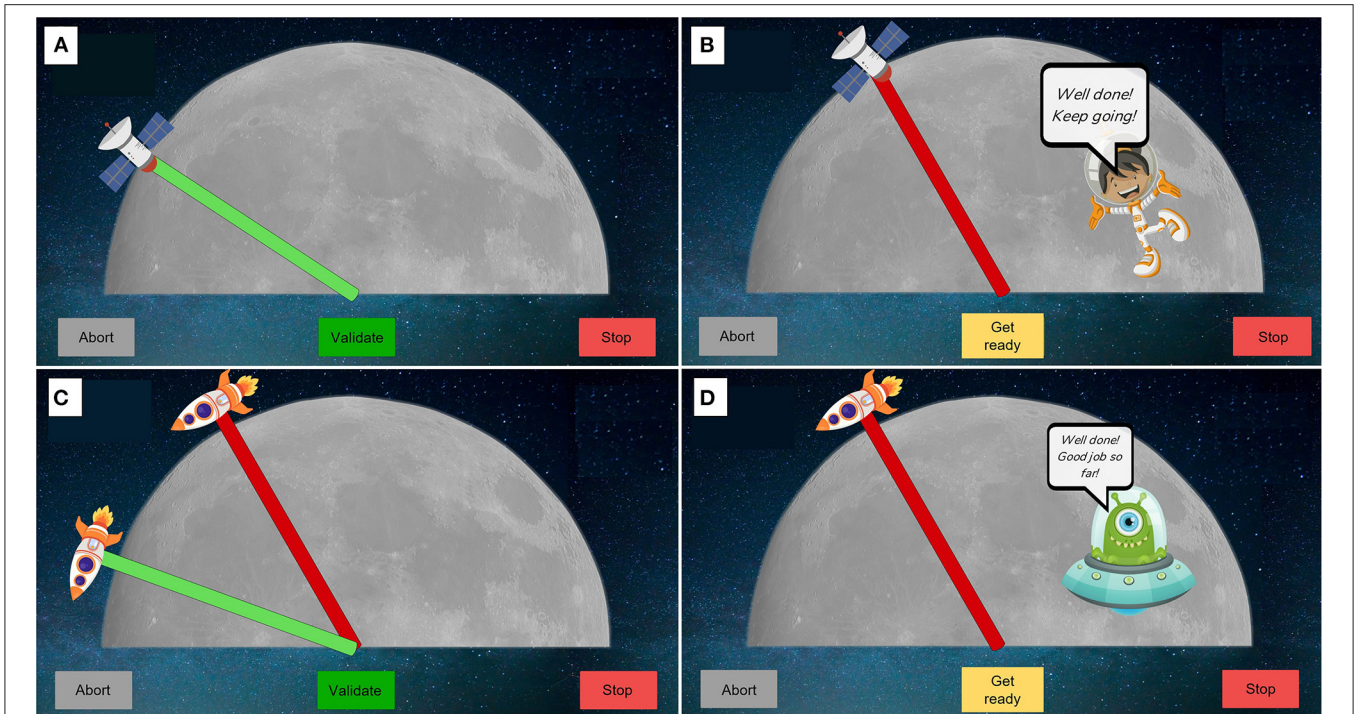 A
Abort
Validate
Stop
B
Well done!
Keep going!
Abort
Get
ready
Stop
C
Abort
Validate
Stop
D
Well done!
Good job so
far!
Abort
Get
ready
Stop